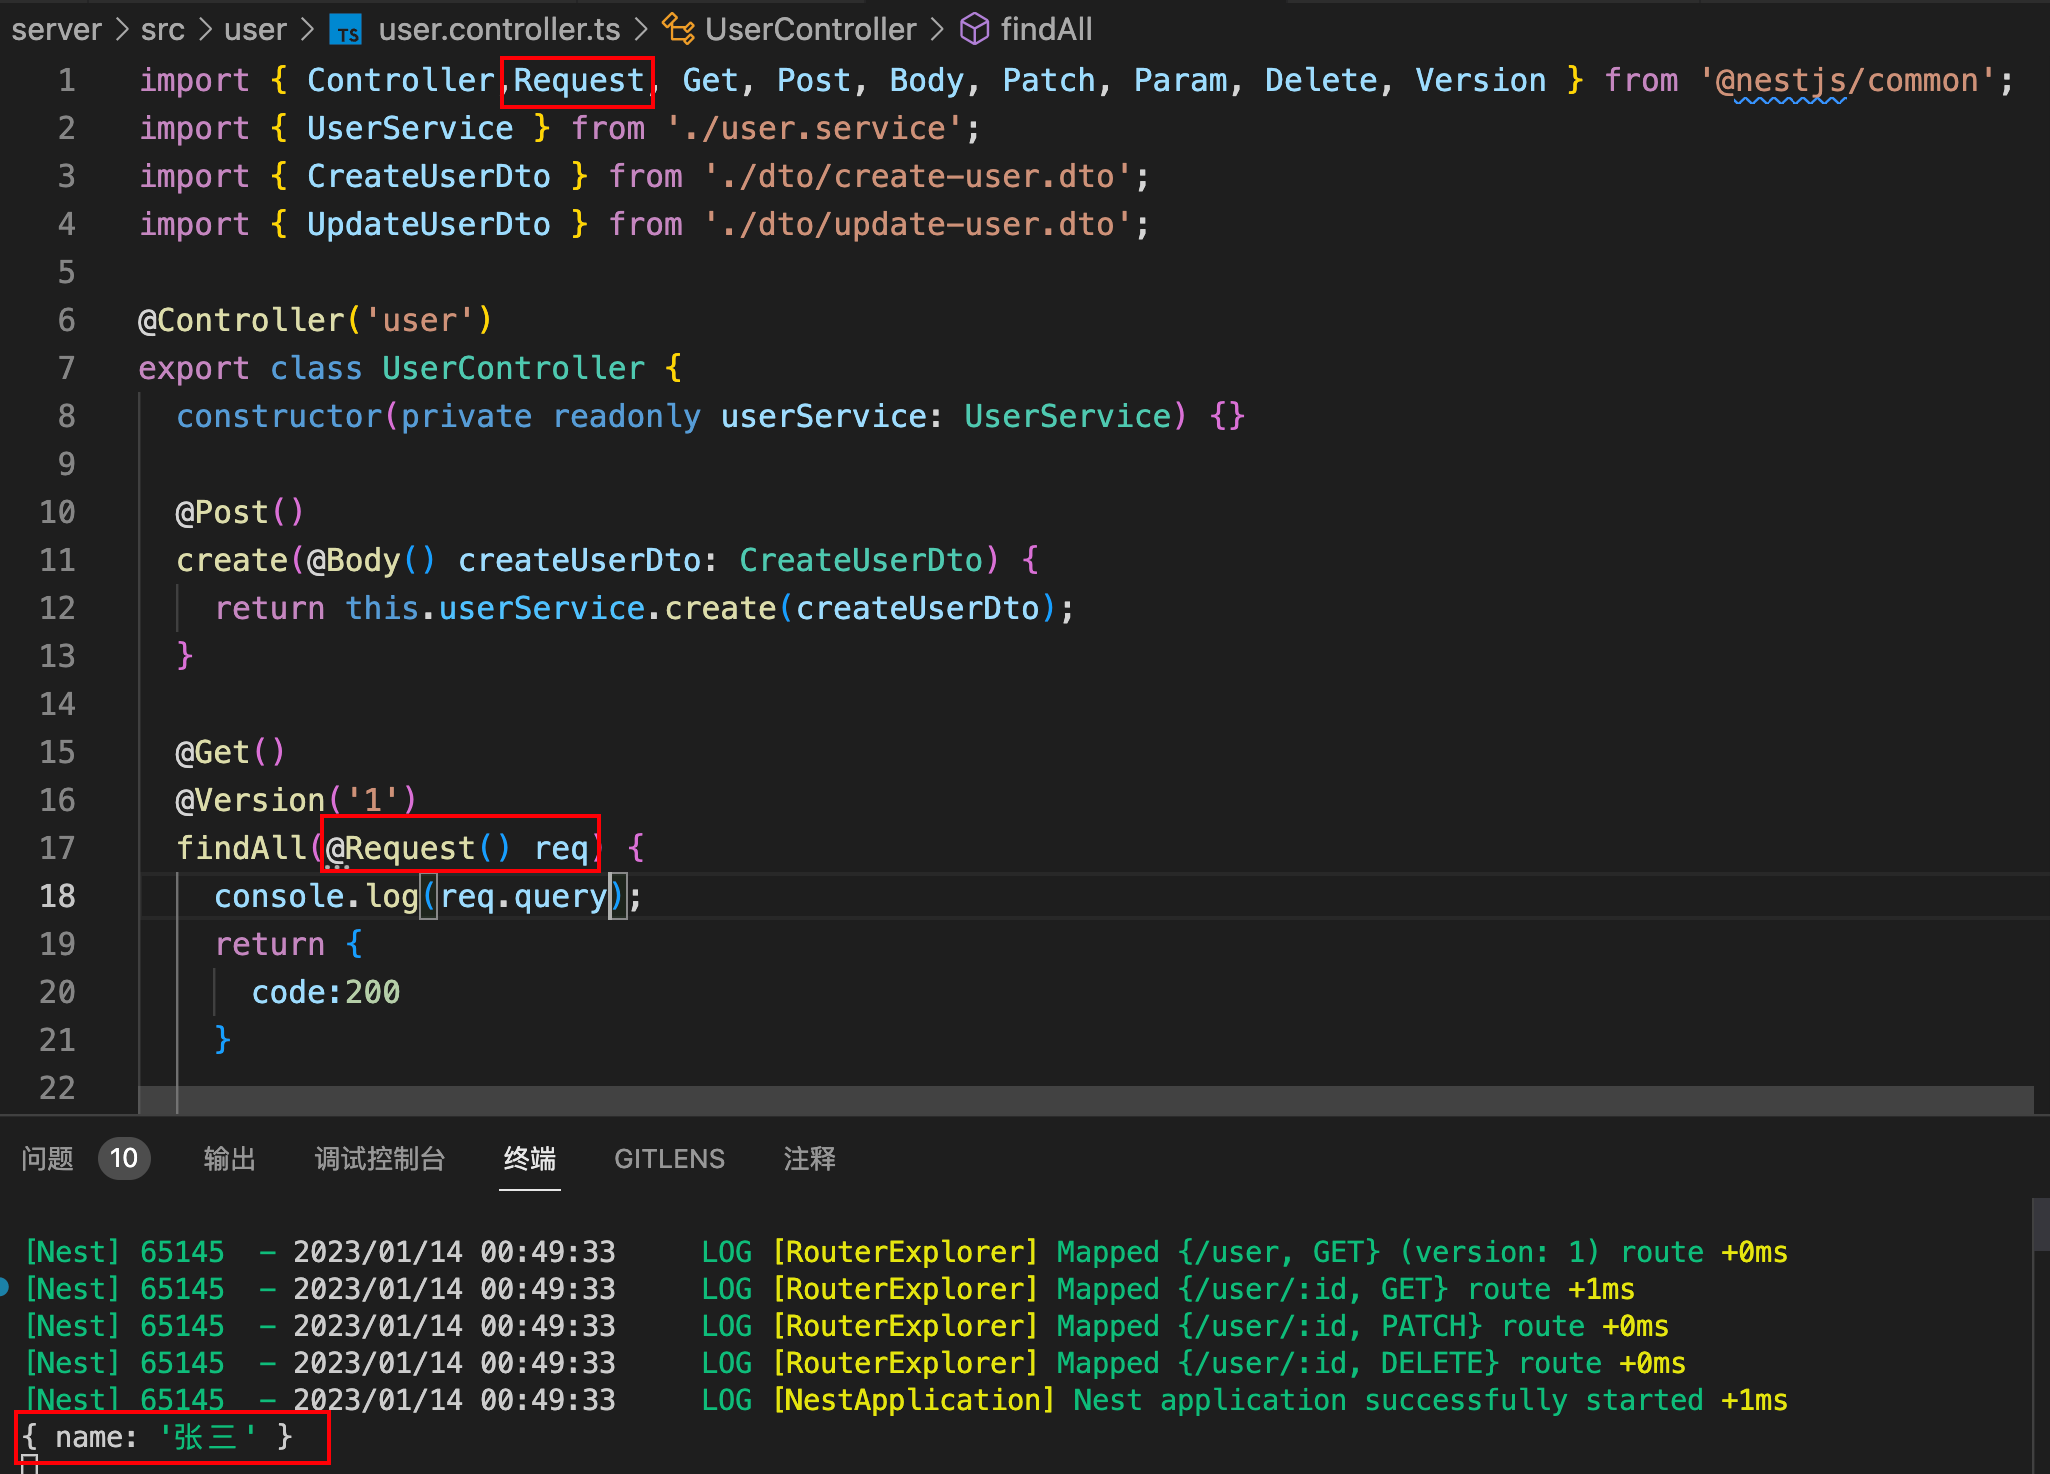 server > src > user > TS user.controller.ts > UserController > findAll
1 import { Controller,Request, Get, Post, Body, Patch, Param, Delete, Version } from '@nestjs/common';
2 import { UserService } from './user.service';
3 import { CreateUserDto } from './dto/create-user.dto';
4 import { UpdateUserDto } from './dto/update-user.dto';
5
6 @Controller('user')
7 export class UserController {
8 constructor(private readonly userService: UserService) {}
9
10 @Post()
11 create(@Body() createUserDto: CreateUserDto) {
12 return this.userService.create(createUserDto);
13 }
14
15 @Get()
16 @Version('1')
17 findAll(@Request() req) {
18 console.log(req.query);
19 return {
20 code:200
21 }
22
问题 10 输出 调试控制台 终端 GITLENS 注释
[Nest] 65145 - 2023/01/14 00:49:33 LOG [RouterExplorer] Mapped {/user, GET} (version: 1) route +0ms
[Nest] 65145 - 2023/01/14 00:49:33 LOG [RouterExplorer] Mapped {/user/:id, GET} route +1ms
[Nest] 65145 - 2023/01/14 00:49:33 LOG [RouterExplorer] Mapped {/user/:id, PATCH} route +0ms
[Nest] 65145 - 2023/01/14 00:49:33 LOG [RouterExplorer] Mapped {/user/:id, DELETE} route +0ms
[Nest] 65145 - 2023/01/14 00:49:33 LOG [NestApplication] Nest application successfully started +1ms
{ name: '张三' }